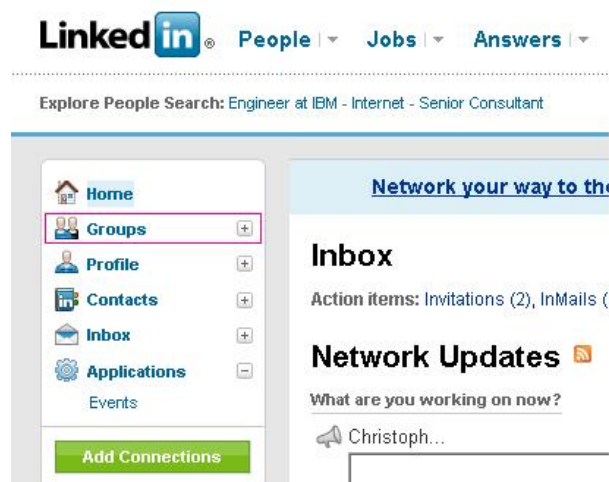 Linked in ® People Jobs Answers
Explore People Search: Engineer at IBM - Internet - Senior Consultant
Home
Groups
Profile
Contacts
Inbox
Applications
Events
Add Connections
Network your way to the
Inbox
Action items: Invitations (2), InMails (
Network Updates
What are you working on now?
Christoph...